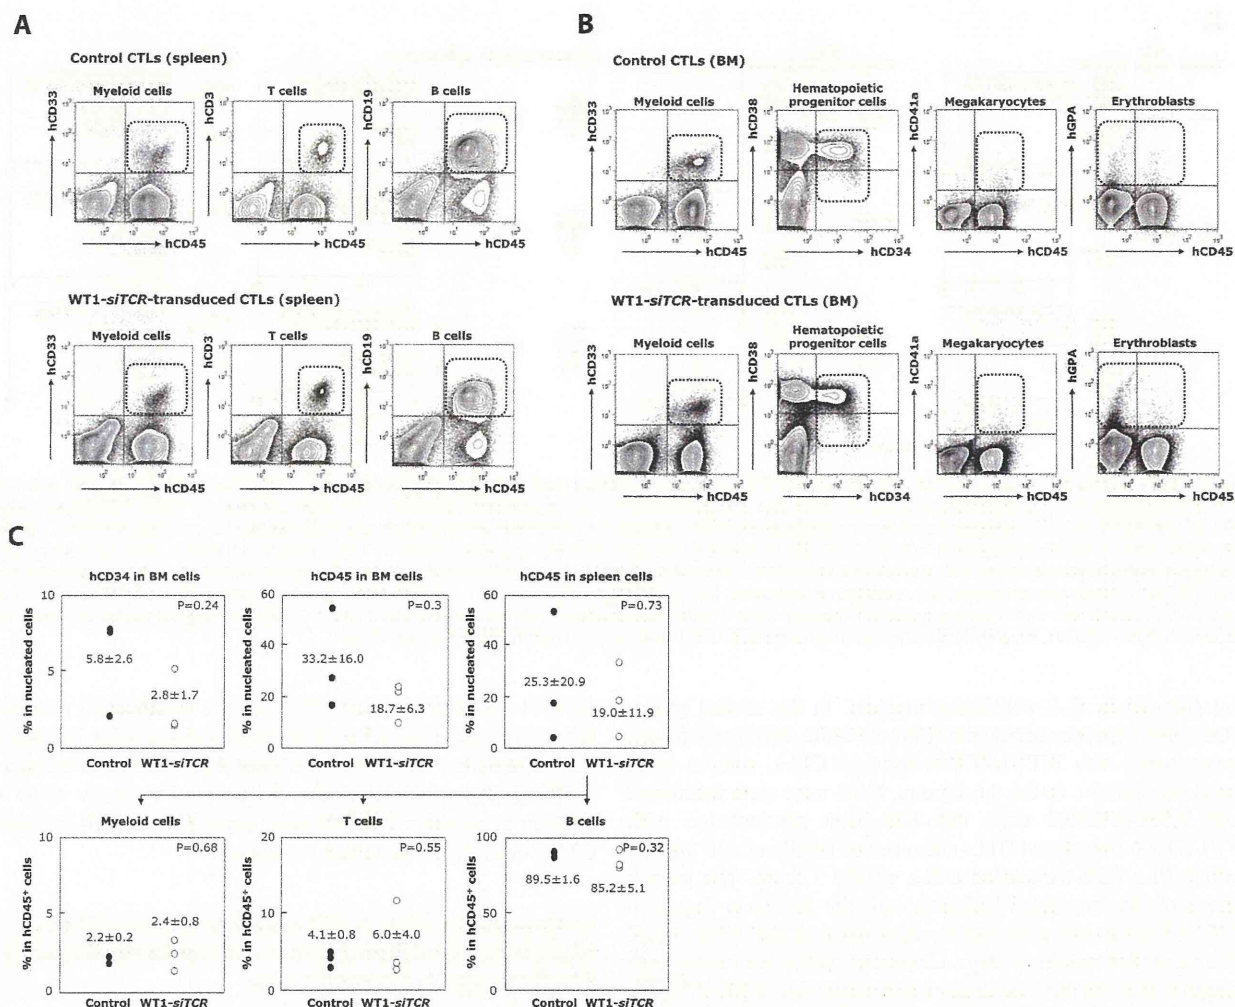 A
Control CTLs (spleen)
Myeloid cells
T cells
B cells
hCD33
hCD3
hCD19
hCD45
hCD45
hCD45
WT1-siTCR-transduced CTLs (spleen)
Myeloid cells
T cells
B cells
hCD33
hCD3
hCD19
hCD45
hCD45
hCD45
B
Control CTLs (BM)
Myeloid cells
Hematopoietic
progenitor cells
Megakaryocytes
Erythroblasts
hCD33
hCD38
hCD41a
hGPA
hCD45
hCD34
hCD45
hCD45
WT1-siTCR-transduced CTLs (BM)
Myeloid cells
Hematopoietic
progenitor cells
Megakaryocytes
Erythroblasts
hCD33
hCD38
hCD41a
hGPA
hCD45
hCD34
hCD45
hCD45
C
hCD34 in BM cells
% in nucleated cells
10
5
0
P=0.24
5.8±2.6
2.8±1.7
Control WT1-siTCR
hCD45 in BM cells
% in nucleated cells
60
40
20
0
P=0.3
33.2±16.0
18.7±6.3
Control WT1-siTCR
hCD45 in spleen cells
% in nucleated cells
60
40
20
0
P=0.73
25.3±20.9
19.0±11.9
Control WT1-siTCR
Myeloid cells
% in hCD45+ cells
10
5
0
P=0.68
2.2±0.2
2.4±0.8
Control WT1-siTCR
T cells
% in hCD45+ cells
20
10
0
P=0.55
4.1±0.8
6.0±4.0
Control WT1-siTCR
B cells
% in hCD45+ cells
100
50
0
P=0.32
89.5±1.6
85.2±5.1
Control WT1-siTCR